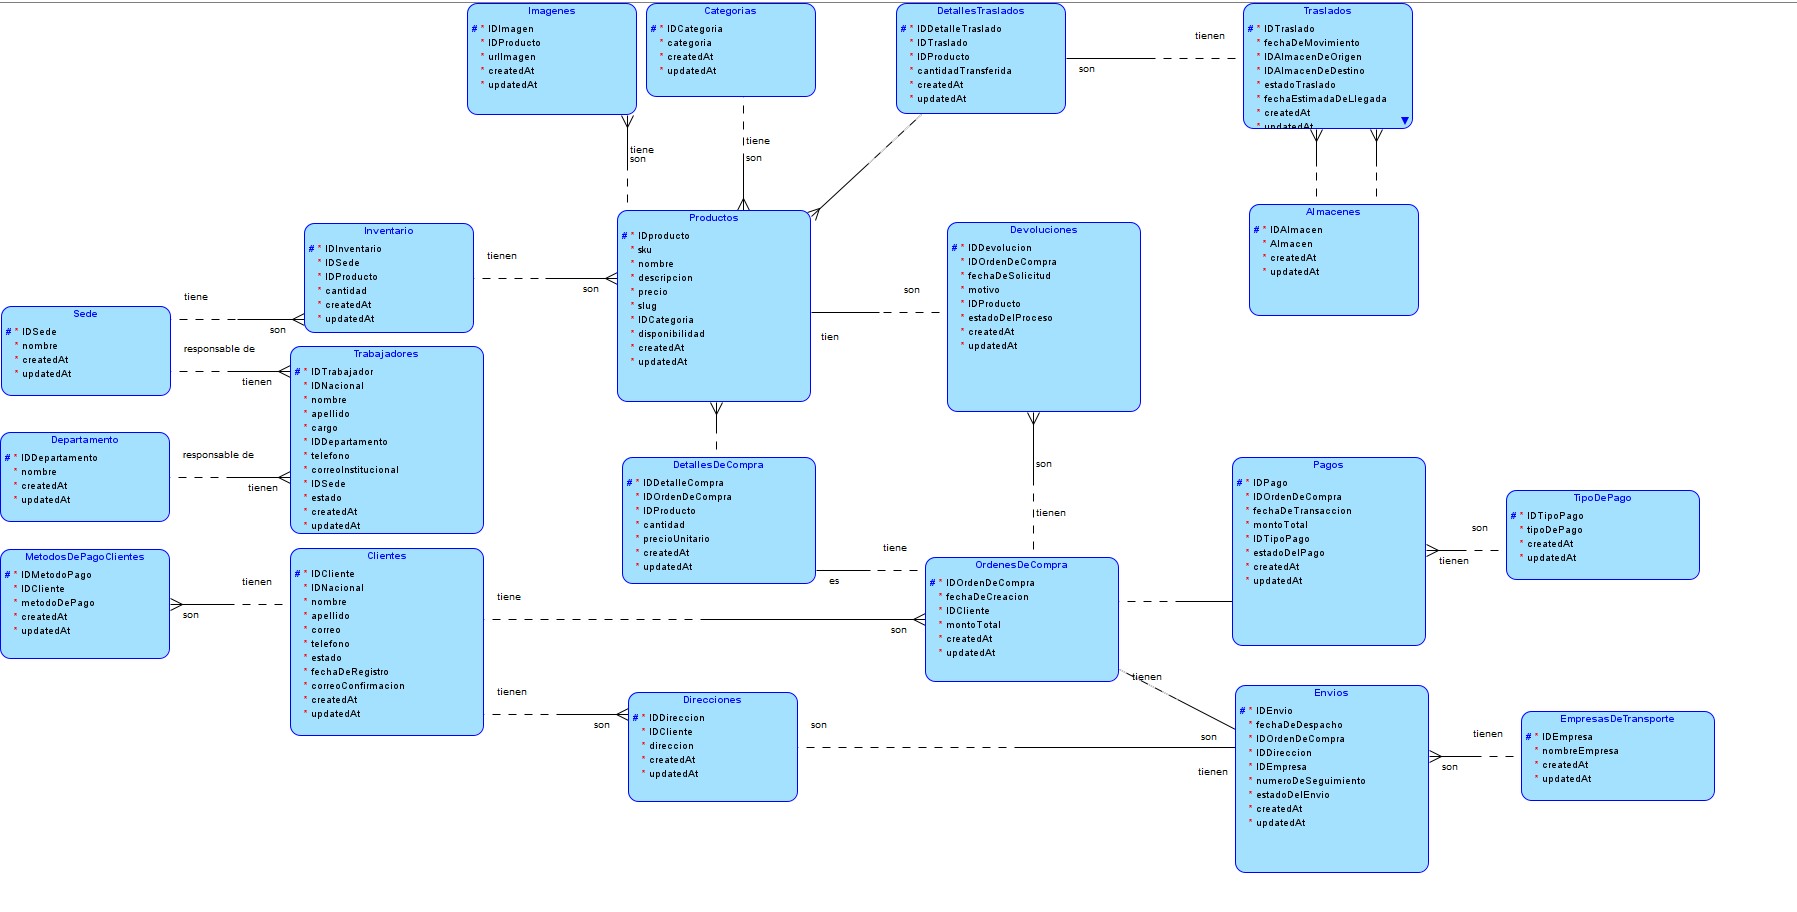 Imagenes
# * IDImagen
* IDProducto
* urlImagen
* createdAt
* updatedAt
Categorias
# * IDCategoria
* categoria
* createdAt
* updatedAt
DetallesTraslados
# * IDDetalleTraslado
* IDTraslado
* IDProducto
* cantidadTransferida
* createdAt
* updatedAt
tienen
son
Traslados
# * IDTraslado
* fechaDeMovimiento
* IDAlmacenDeOrigen
* IDAlmacenDeDestino
* estadoTraslado
* fechaEstimadaDeLlegada
* createdAt
* updatedAt
tiene
son
tiene
son
Almacenes
# * IDAlmacen
* Almacen
* createdAt
* updatedAt
Inventario
# * IDInventario
* IDSede
* IDProducto
* cantidad
* createdAt
* updatedAt
tienen
son
Productos
# * IDproducto
* sku
* nombre
* descripcion
* precio
* slug
* IDCategoria
* disponibilidad
* createdAt
* updatedAt
son
tien
Devoluciones
# * IDDevolucion
* IDOrdenDeCompra
* fechaDeSolicitud
* motivo
* IDProducto
* estadoDelProceso
* createdAt
* updatedAt
Sede
# * IDSede
* nombre
* createdAt
* updatedAt
tiene
son
responsable de
tienen
Trabajadores
# * IDTrabajador
* IDNacional
* nombre
* apellido
* cargo
* IDDepartamento
* telefono
* correoInstitucional
* IDSede
* estado
* createdAt
* updatedAt
Departamento
# * IDDepartamento
* nombre
* createdAt
* updatedAt
responsable de
tienen
DetallesDeCompra
# * IDDetalleCompra
* IDOrdenDeCompra
* IDProducto
* cantidad
* precioUnitario
* createdAt
* updatedAt
tiene
es
son
tienen
Pagos
# * IDPago
* IDOrdenDeCompra
* fechaDeTransaccion
* montoTotal
* IDTipoPago
* estadoDelPago
* createdAt
* updatedAt
son
tienen
TipoDePago
# * IDTipoPago
* tipoDePago
* createdAt
* updatedAt
MetodosDePagoClientes
# * IDMetodoPago
* IDCliente
* metodoDePago
* createdAt
* updatedAt
tienen
son
Clientes
# * IDCliente
* IDNacional
* nombre
* apellido
* correo
* telefono
* estado
* fechaDeRegistro
* correoConfirmacion
* createdAt
* updatedAt
tiene
son
OrdenesDeCompra
# * IDOrdenDeCompra
* fechaDeCreacion
* IDCliente
* montoTotal
* createdAt
* updatedAt
tienen
tienen
son
Direcciones
# * IDDireccion
* IDCliente
* direccion
* createdAt
* updatedAt
son
son
tienen
Envios
# * IDEnvio
* fechaDeDespacho
* IDOrdenDeCompra
* IDDireccion
* IDEmpresa
* numeroDeSeguimiento
* estadoDelEnvio
* createdAt
* updatedAt
tienen
son
EmpresasDeTransporte
# * IDEmpresa
* nombreEmpresa
* createdAt
* updatedAt